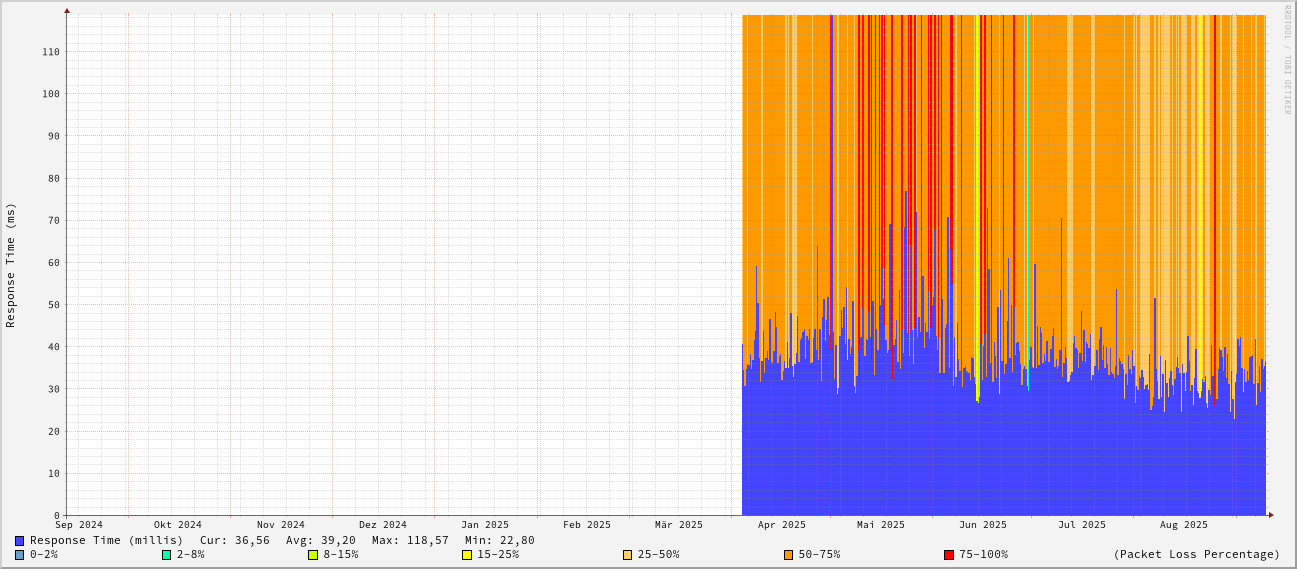 RRDTOOL / TOBI OETIKER
Response Time (ms)
110
100
90
80
70
60
50
40
30
20
10
0
Sep 2024 Okt 2024 Nov 2024 Dez 2024 Jan 2025 Feb 2025 Mär 2025 Apr 2025 Mai 2025 Jun 2025 Jul 2025 Aug 2025
Response Time (millis) Cur: 36,56 Avg: 39,20 Max: 118,57 Min: 22,80
0-2% 2-8% 8-15% 15-25% 25-50% 50-75% 75-100% (Packet Loss Percentage)